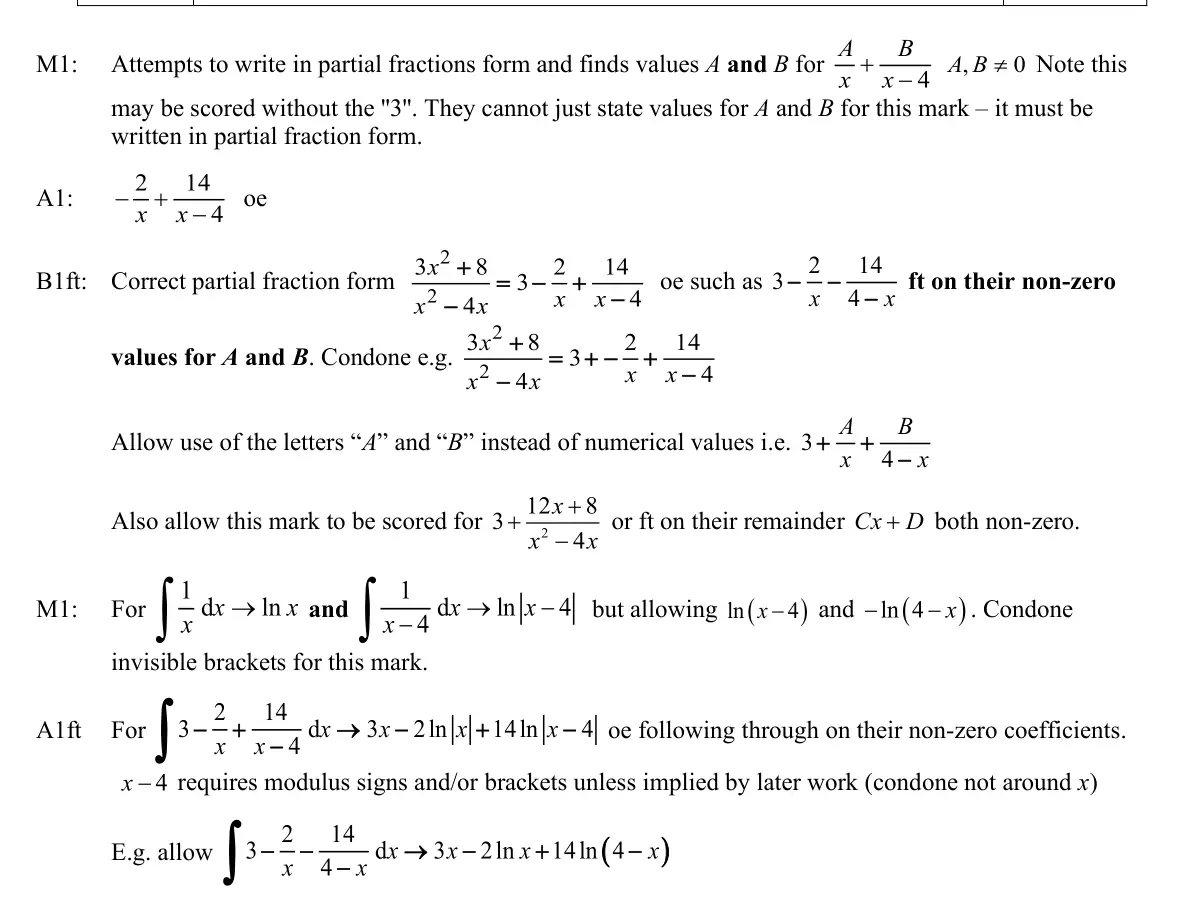 M1: Attempts to write in partial fractions form and finds values A and B for A/x + B/(x − 4) A, B ≠ 0 Note this
may be scored without the "3". They cannot just state values for A and B for this mark – it must be
written in partial fraction form.
A1: −2/x + 14/(x − 4) oe
B1ft: Correct partial fraction form (3x² + 8)/(x² − 4x) = 3 − 2/x + 14/(x − 4) oe such as 3 − 2/x − 14/(4 − x) ft on their non-zero
values for A and B. Condone e.g. (3x² + 8)/(x² − 4x) = 3 + − 2/x + 14/(x − 4)
Allow use of the letters “A” and “B” instead of numerical values i.e. 3 + A/x + B/(4 − x)
Also allow this mark to be scored for 3 + (12x + 8)/(x² − 4x) or ft on their remainder Cx + D both non-zero.
M1: For ∫ 1/x dx → ln x and ∫ 1/(x − 4) dx → ln|x − 4| but allowing ln(x − 4) and −ln(4 − x). Condone
invisible brackets for this mark.
A1ft For ∫ 3 − 2/x + 14/(x − 4) dx → 3x − 2 ln|x| + 14 ln|x − 4| oe following through on their non-zero coefficients.
x − 4 requires modulus signs and/or brackets unless implied by later work (condone not around x)
E.g. allow ∫ 3 − 2/x − 14/(4 − x) dx → 3x − 2 ln x + 14 ln(4 − x)